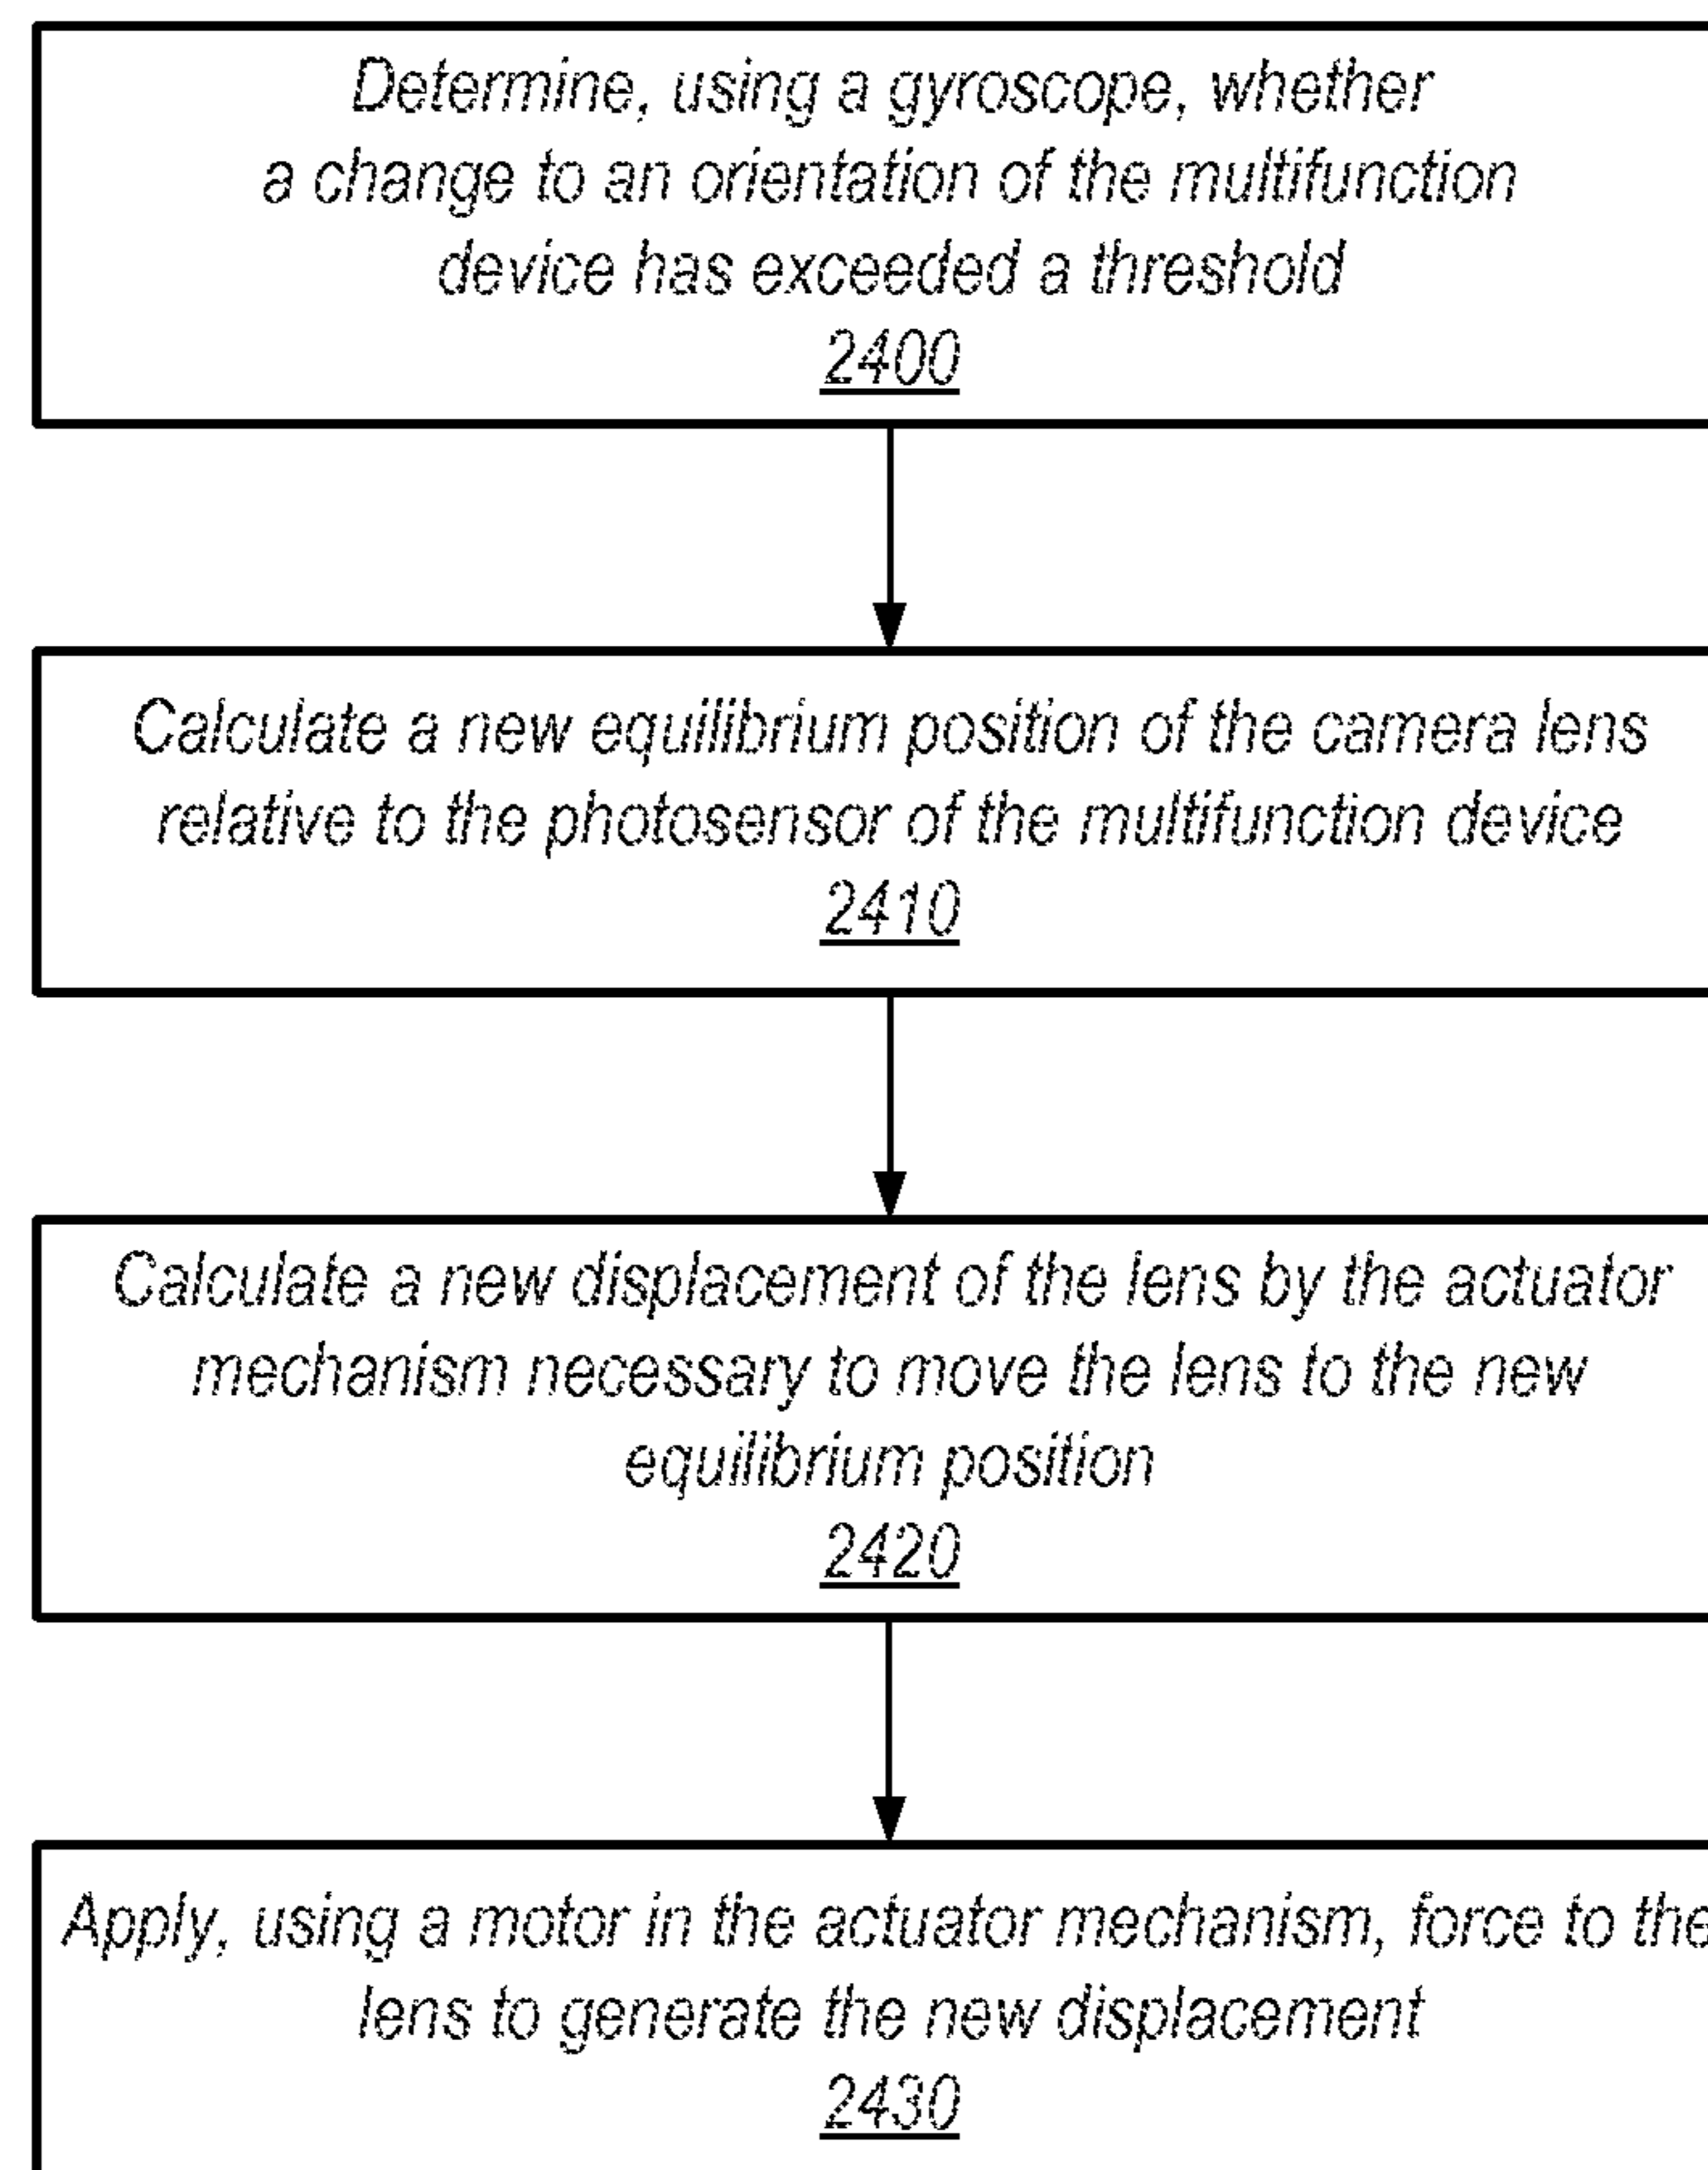 Determine, using a gyroscope, whether
a change to an orientation of the multifunction
device has exceeded a threshold
2400
Calculate a new equilibrium position of the camera lens
relative to the photosensor of the multifunction device
2410
Calculate a new displacement of the lens by the actuator
mechanism necessary to move the lens to the new
equilibrium position
2420
Apply, using a motor in the actuator mechanism, force to the
lens to generate the new displacement
2430